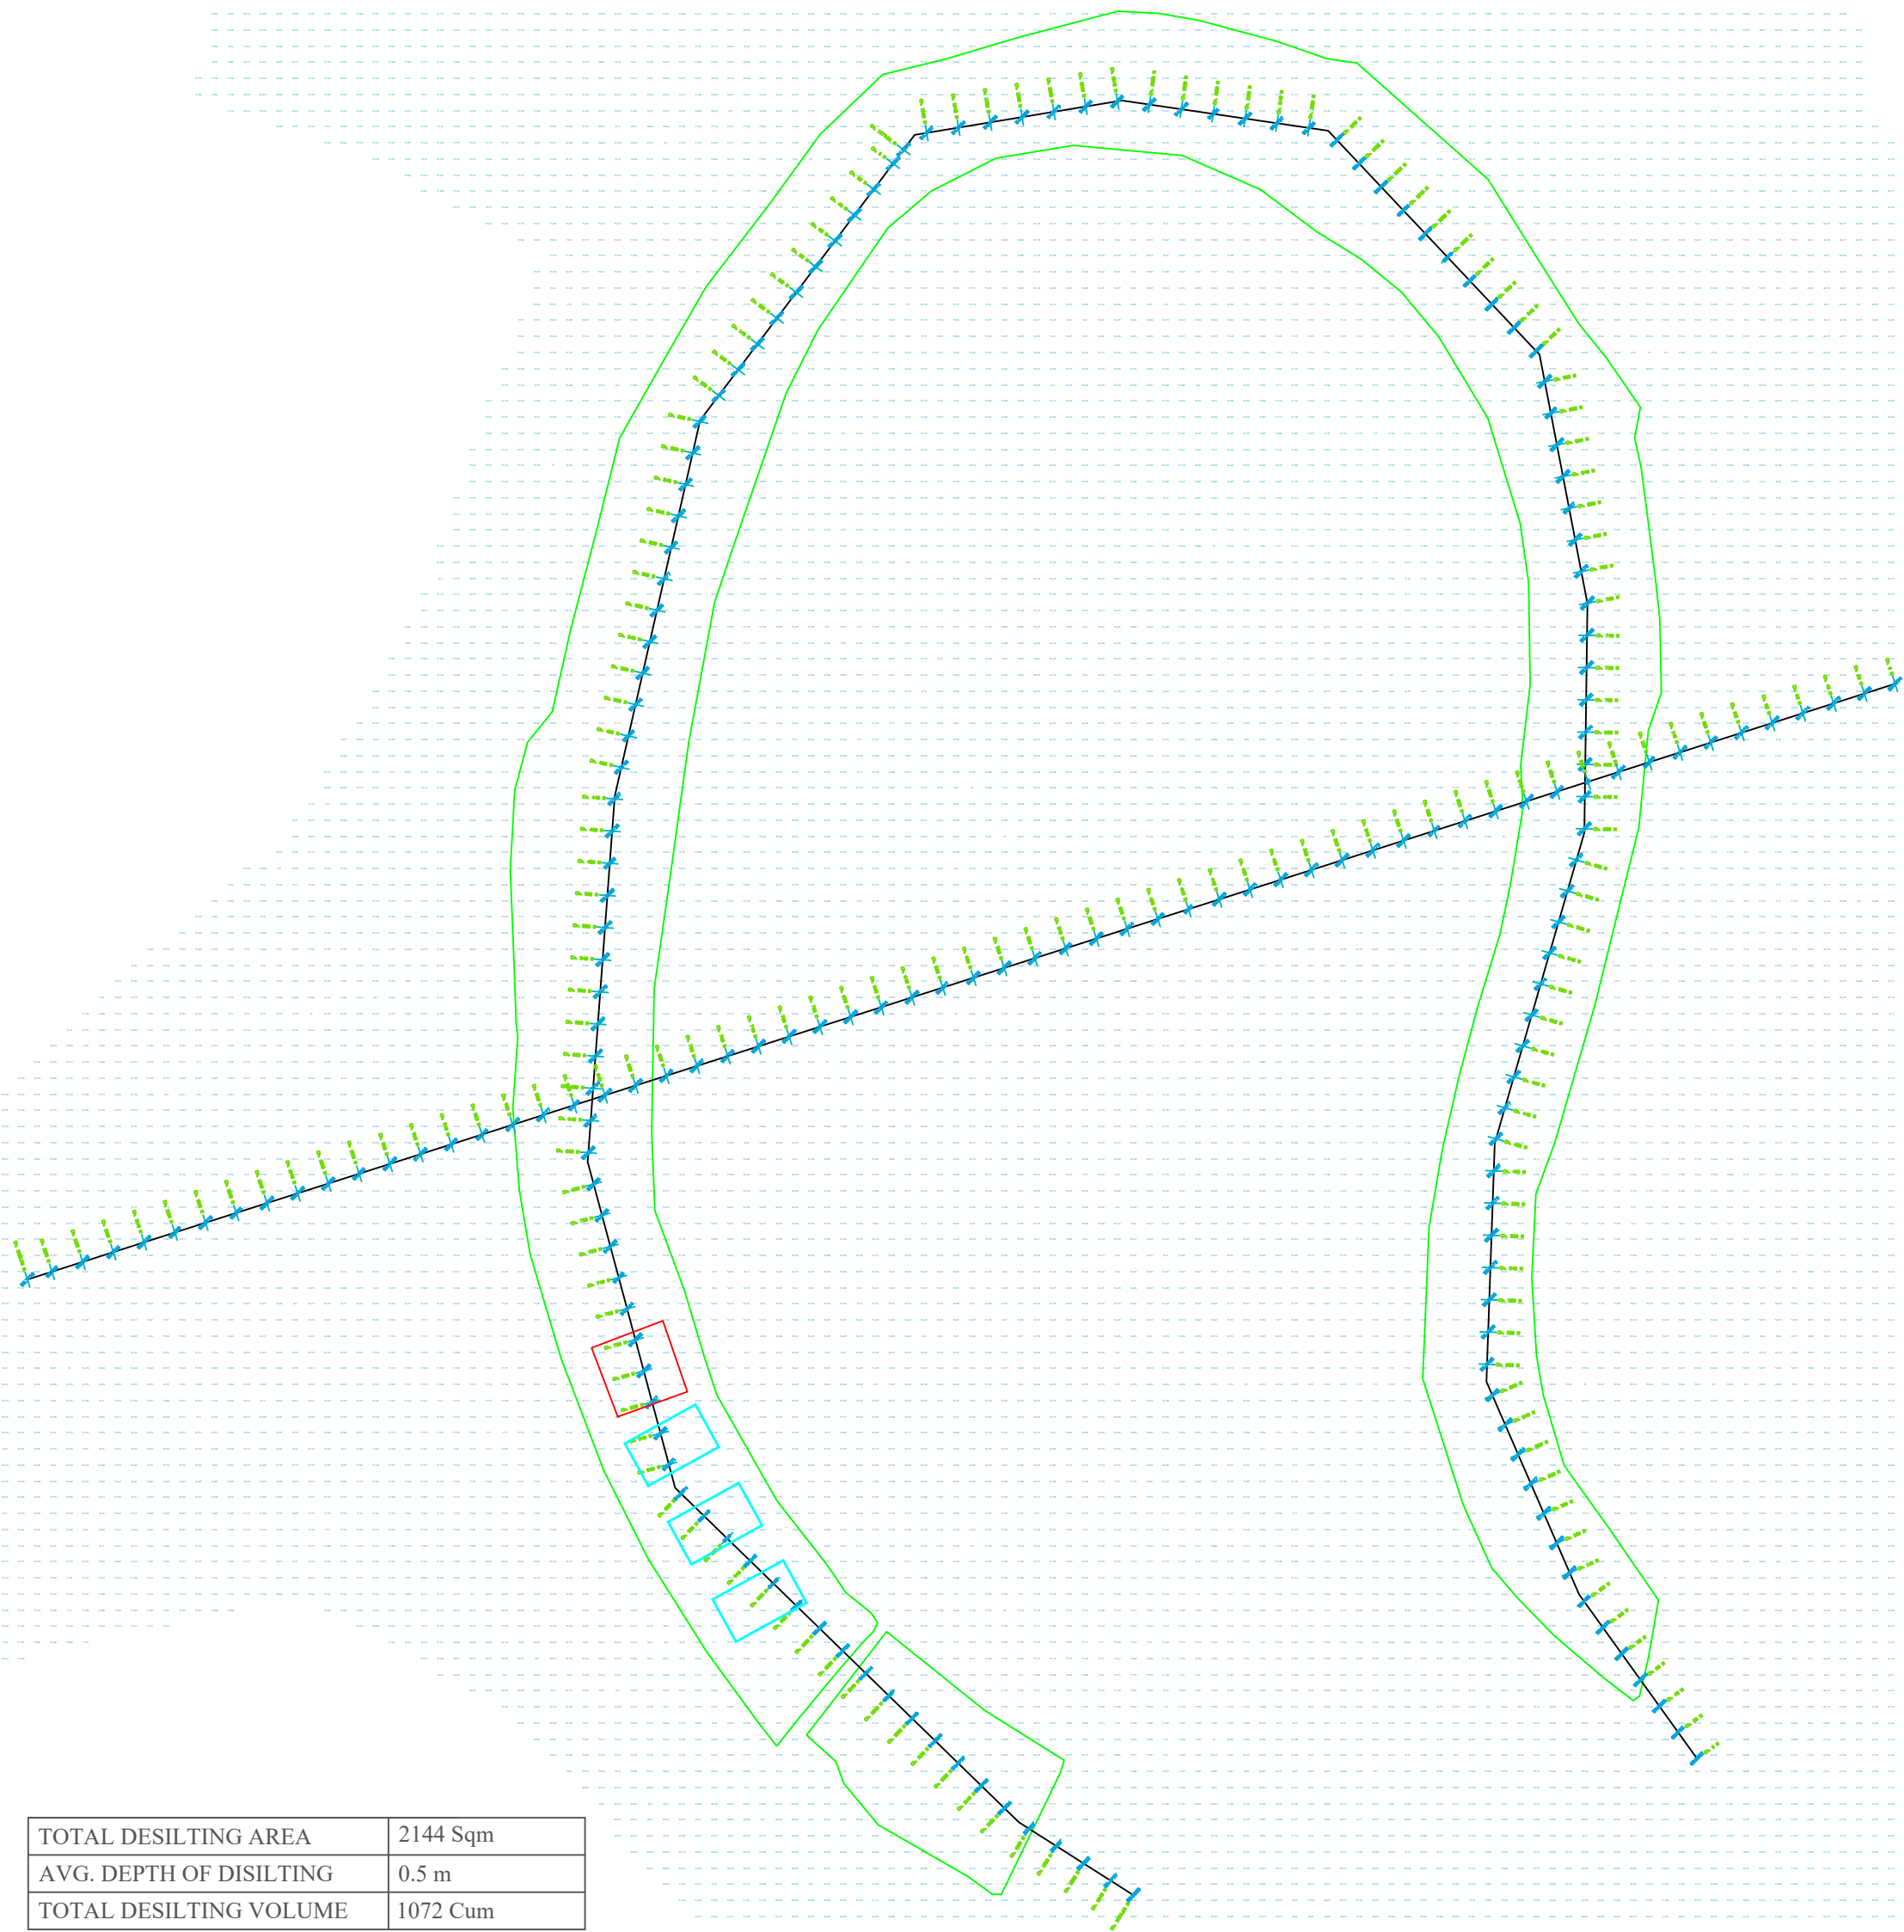 TOTAL DESILTING AREA 2144 Sqm
AVG. DEPTH OF DISILTING 0.5 m
TOTAL DESILTING VOLUME 1072 Cum